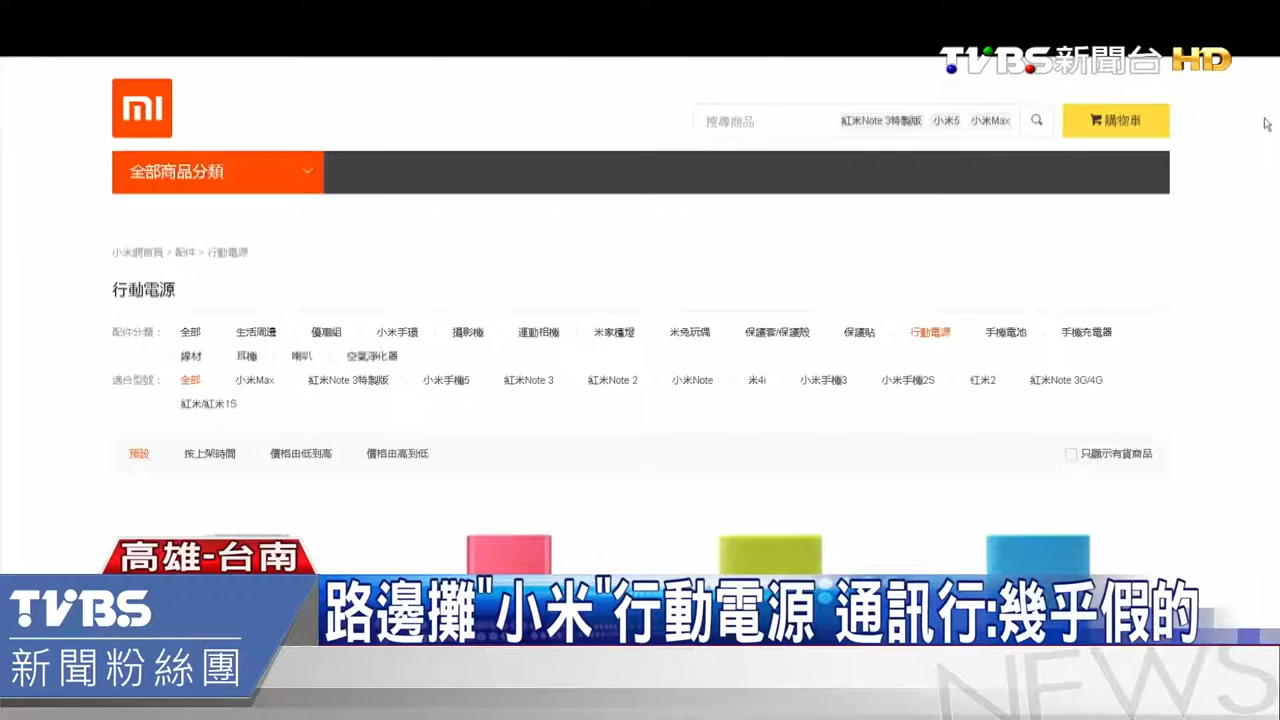 TVBS新聞台 HD
mi
搜尋商品 紅米Note 3特製版 小米5 小米Max 購物車
全部商品分類
小米網首頁 > 配件 > 行動電源
行動電源
配件分類： 全部 生活周邊 優惠組 小米手環 攝影機 運動相機 米家檯燈 米兔玩偶 保護套/保護殼 保護貼 行動電源 手機電池 手機充電器
線材 耳機 喇叭 空氣淨化器
適合型號： 全部 小米Max 紅米Note 3特製版 小米手機5 紅米Note 3 紅米Note 2 小米Note 米4i 小米手機3 小米手機2S 红米2 紅米Note 3G/4G
紅米/紅米1S
預設 按上架時間 價格由低到高 價格由高到低 只顯示有貨商品
高雄-台南
路邊攤"小米"行動電源 通訊行:幾乎假的
TVBS
新聞粉絲團
NEWS